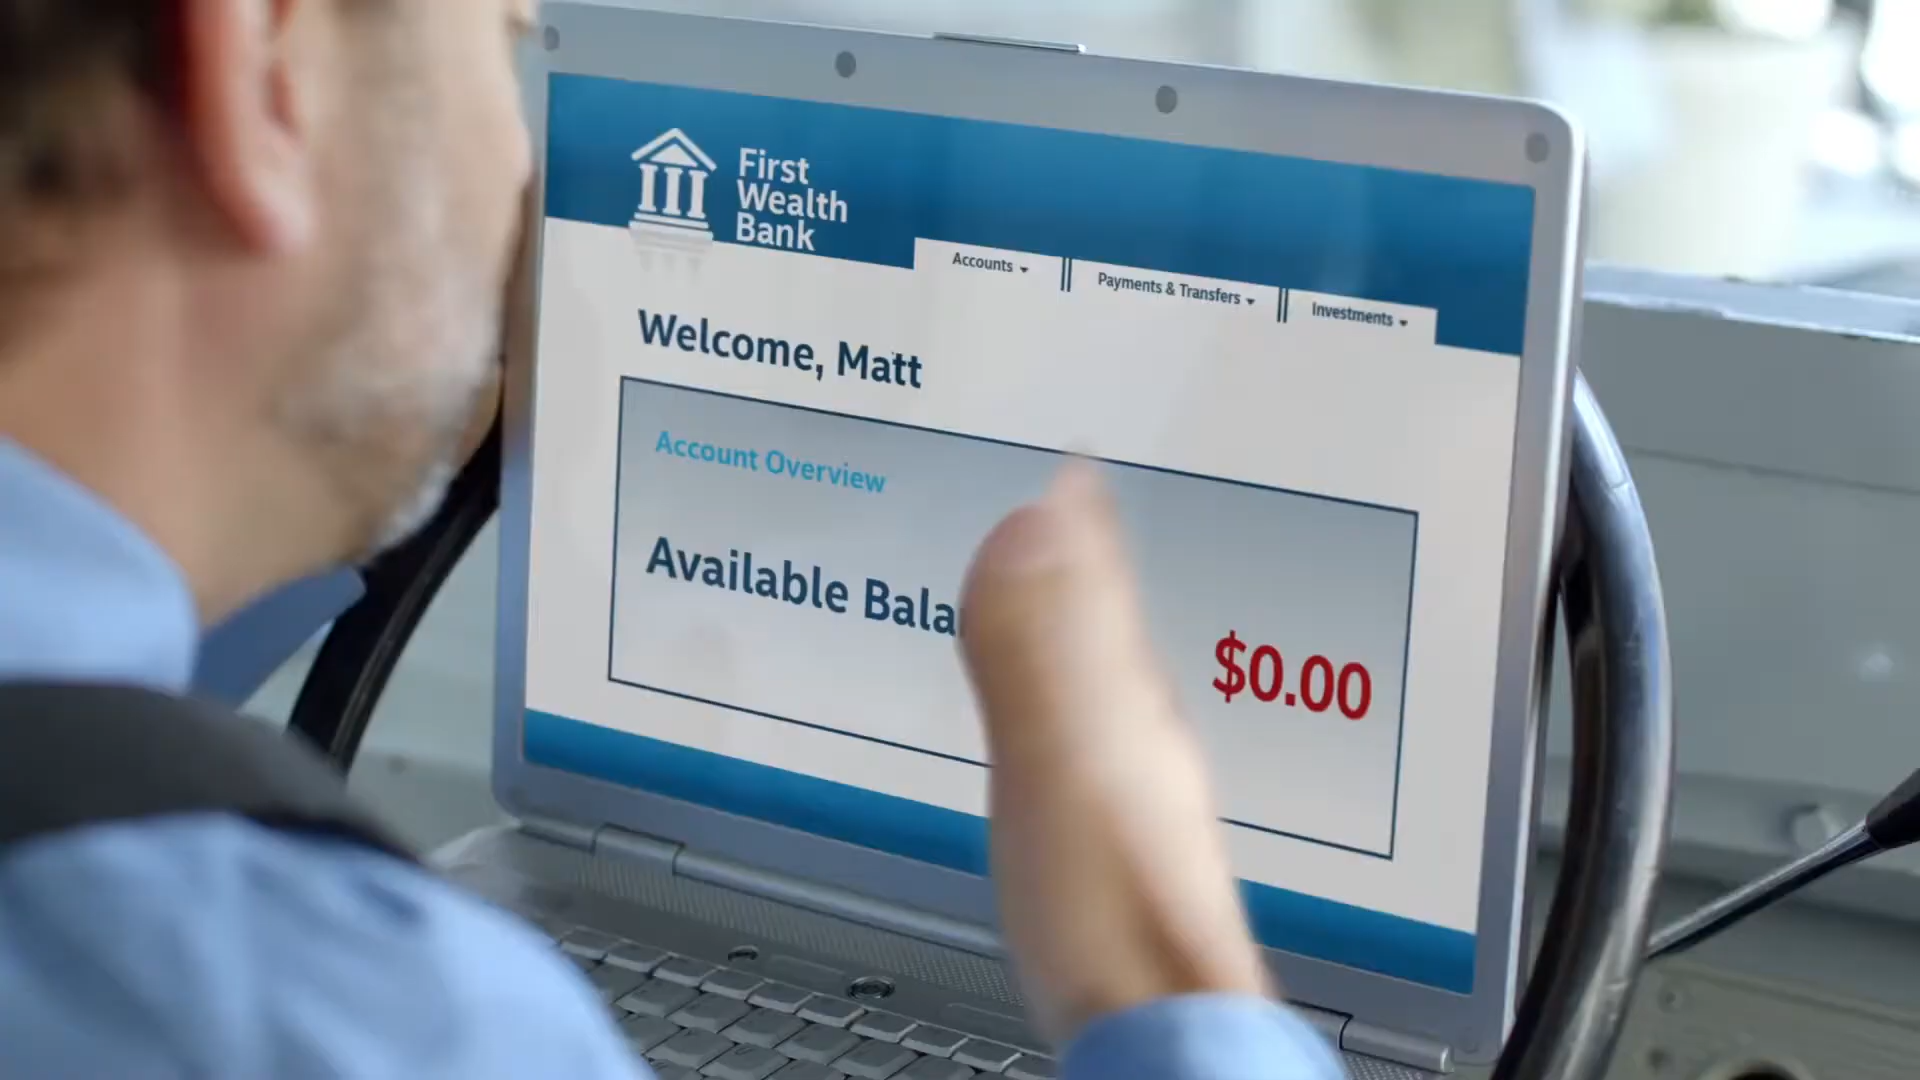 First
Wealth
Bank
Accounts
Payments & Transfers
Investments
Welcome, Matt
Account Overview
Available Bala
$0.00